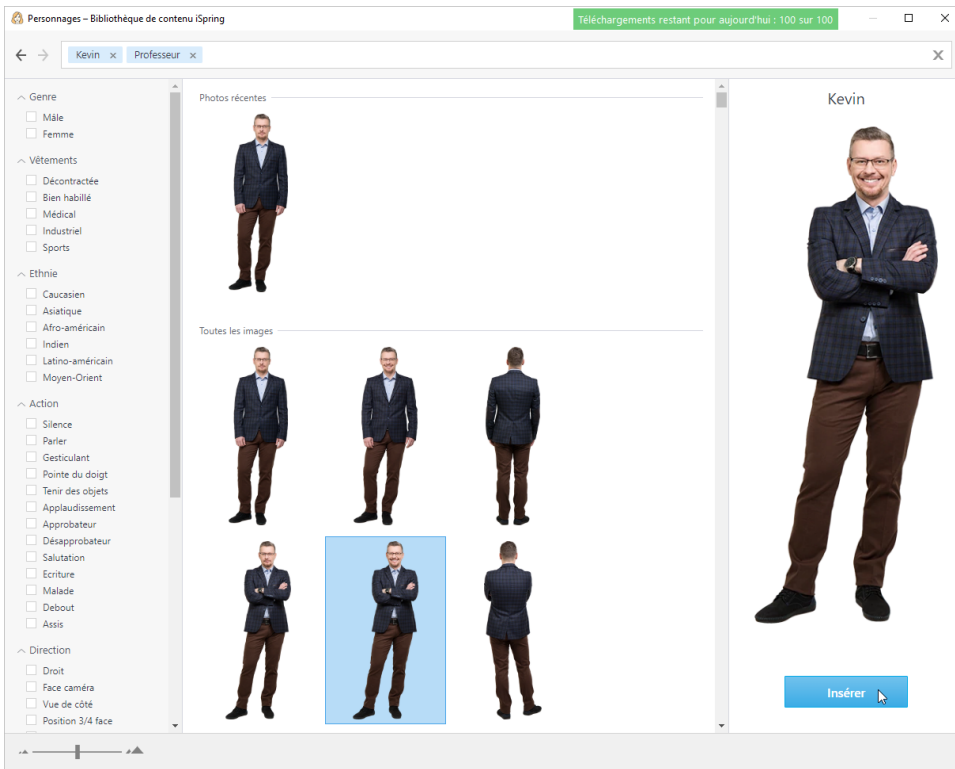 Personnages – Bibliothèque de contenu iSpring
Téléchargements restant pour aujourd'hui : 100 sur 100
Kevin
Professeur
Genre
Mâle
Femme
Vêtements
Décontractée
Bien habillé
Médical
Industriel
Sports
Ethnie
Caucasien
Asiatique
Afro-américain
Indien
Latino-américain
Moyen-Orient
Action
Silence
Parler
Gesticulant
Pointe du doigt
Tenir des objets
Applaudissement
Approbateur
Désapprobateur
Salutation
Ecriture
Malade
Debout
Assis
Direction
Droit
Face caméra
Vue de côté
Position 3/4 face
Photos récentes
Toutes les images
Kevin
Insérer